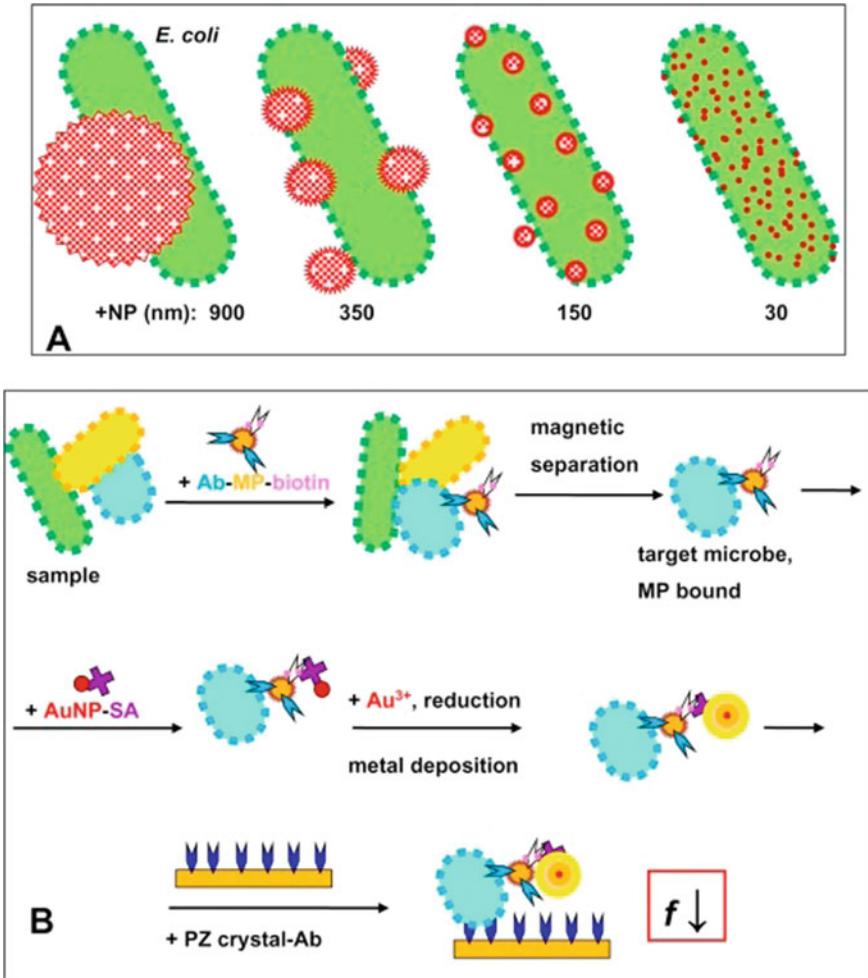 E. coli
+NP (nm): 900 350 150 30
A
+ Ab-MP-biotin
magnetic
separation
sample
target microbe,
MP bound
+ AuNP-SA
+ Au³⁺, reduction
metal deposition
B
+ PZ crystal-Ab
f ↓